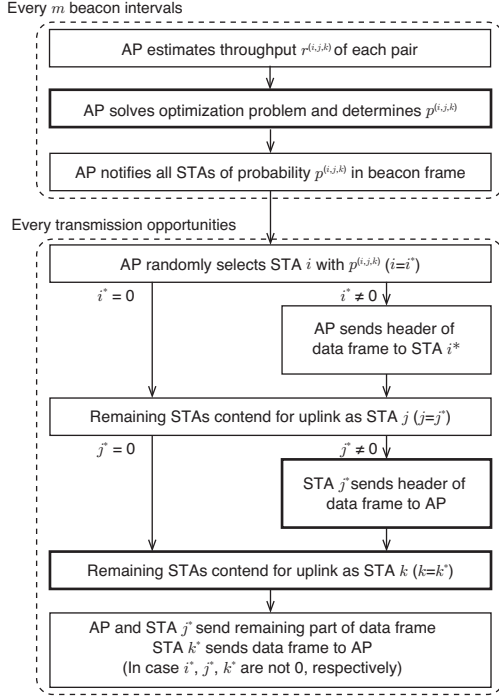 Every m beacon intervals
AP estimates throughput r^(i,j,k) of each pair
AP solves optimization problem and determines p^(i,j,k)
AP notifies all STAs of probability p^(i,j,k) in beacon frame
Every transmission opportunities
AP randomly selects STA i with p^(i,j,k) (i=i*)
i* = 0
i* ≠ 0
AP sends header of
data frame to STA i*
Remaining STAs contend for uplink as STA j (j=j*)
j* = 0
j* ≠ 0
STA j* sends header of
data frame to AP
Remaining STAs contend for uplink as STA k (k=k*)
AP and STA j* send remaining part of data frame
STA k* sends data frame to AP
(In case i*, j*, k* are not 0, respectively)